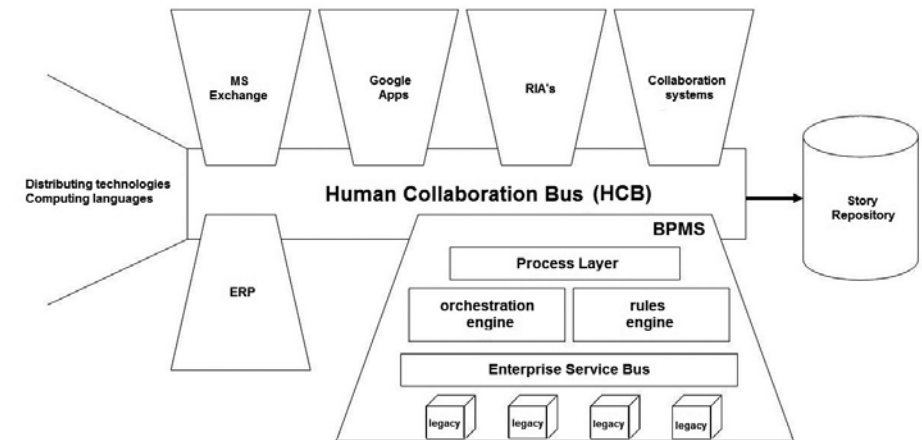 MS
Exchange
Google
Apps
RIA's
Collaboration
systems
Distributing technologies
Computing languages
Human Collaboration Bus (HCB)
Story
Repository
BPMS
Process Layer
ERP
orchestration
engine
rules
engine
Enterprise Service Bus
legacy
legacy
legacy
legacy